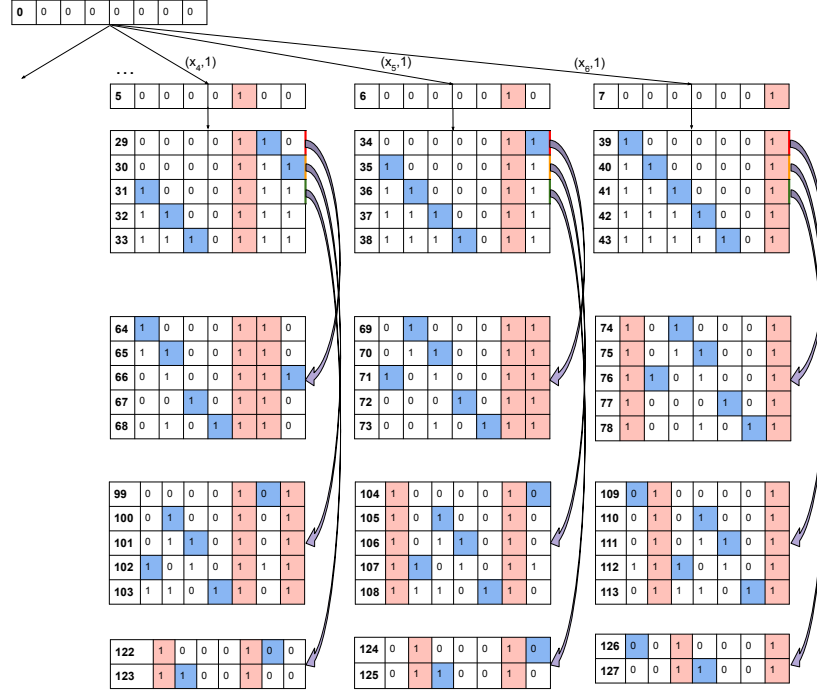 0 0 0 0 0 0 0 0
...
(x4,1)
(x5,1)
(x6,1)
5 0 0 0 0 1 0 0
6 0 0 0 0 0 1 0
7 0 0 0 0 0 0 1
29 0 0 0 0 1 1 0
30 0 0 0 0 1 1 1
31 1 0 0 0 1 1 1
32 1 1 0 0 1 1 1
33 1 1 1 0 1 1 1
34 0 0 0 0 0 1 1
35 1 0 0 0 0 1 1
36 1 1 0 0 0 1 1
37 1 1 1 0 0 1 1
38 1 1 1 1 0 1 1
39 1 0 0 0 0 0 1
40 1 1 0 0 0 0 1
41 1 1 1 0 0 0 1
42 1 1 1 1 0 0 1
43 1 1 1 1 1 0 1
64 1 0 0 0 1 1 0
65 1 1 0 0 1 1 0
66 0 1 0 0 1 1 1
67 0 0 1 0 1 1 0
68 0 1 0 1 1 1 0
69 0 1 0 0 0 1 1
70 0 1 1 0 0 1 1
71 1 0 1 0 0 1 1
72 0 0 0 1 0 1 1
73 0 0 1 0 1 1 1
74 1 0 1 0 0 0 1
75 1 0 1 1 0 0 1
76 1 1 0 1 0 0 1
77 1 0 0 0 1 0 1
78 1 0 0 1 0 1 1
99 0 0 0 0 1 0 1
100 0 1 0 0 1 0 1
101 0 1 1 0 1 0 1
102 1 0 1 0 1 1 1
103 1 1 0 1 1 0 1
104 1 0 0 0 0 1 0
105 1 0 1 0 0 1 0
106 1 0 1 1 0 1 0
107 1 1 0 1 0 1 1
108 1 1 1 0 1 1 0
109 0 1 0 0 0 0 1
110 0 1 0 1 0 0 1
111 0 1 0 1 1 0 1
112 1 1 1 0 1 0 1
113 0 1 1 1 0 1 1
122 1 0 0 0 1 0 0
123 1 1 0 0 1 0 0
124 0 1 0 0 0 1 0
125 0 1 1 0 0 1 0
126 0 0 1 0 0 0 1
127 0 0 1 1 0 0 1